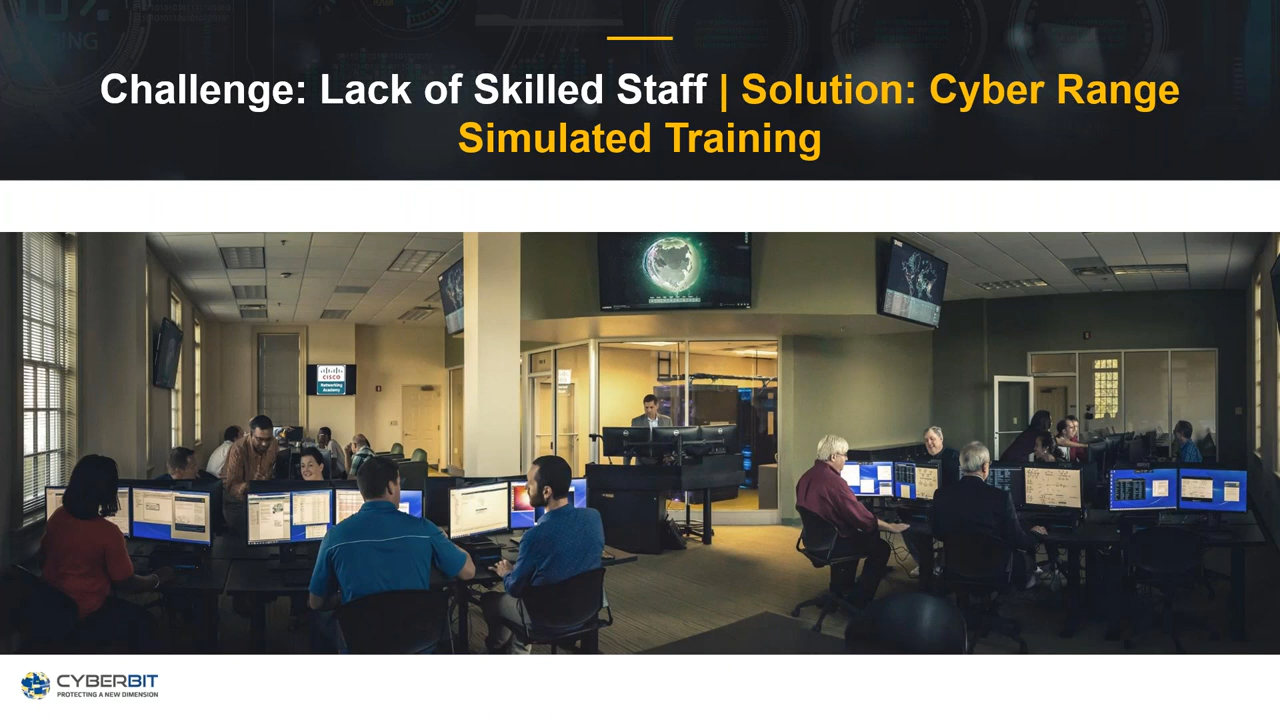 Challenge: Lack of Skilled Staff | Solution: Cyber Range
Simulated Training
CISCO
Networking
Academy
CYBERBIT
PROTECTING A NEW DIMENSION